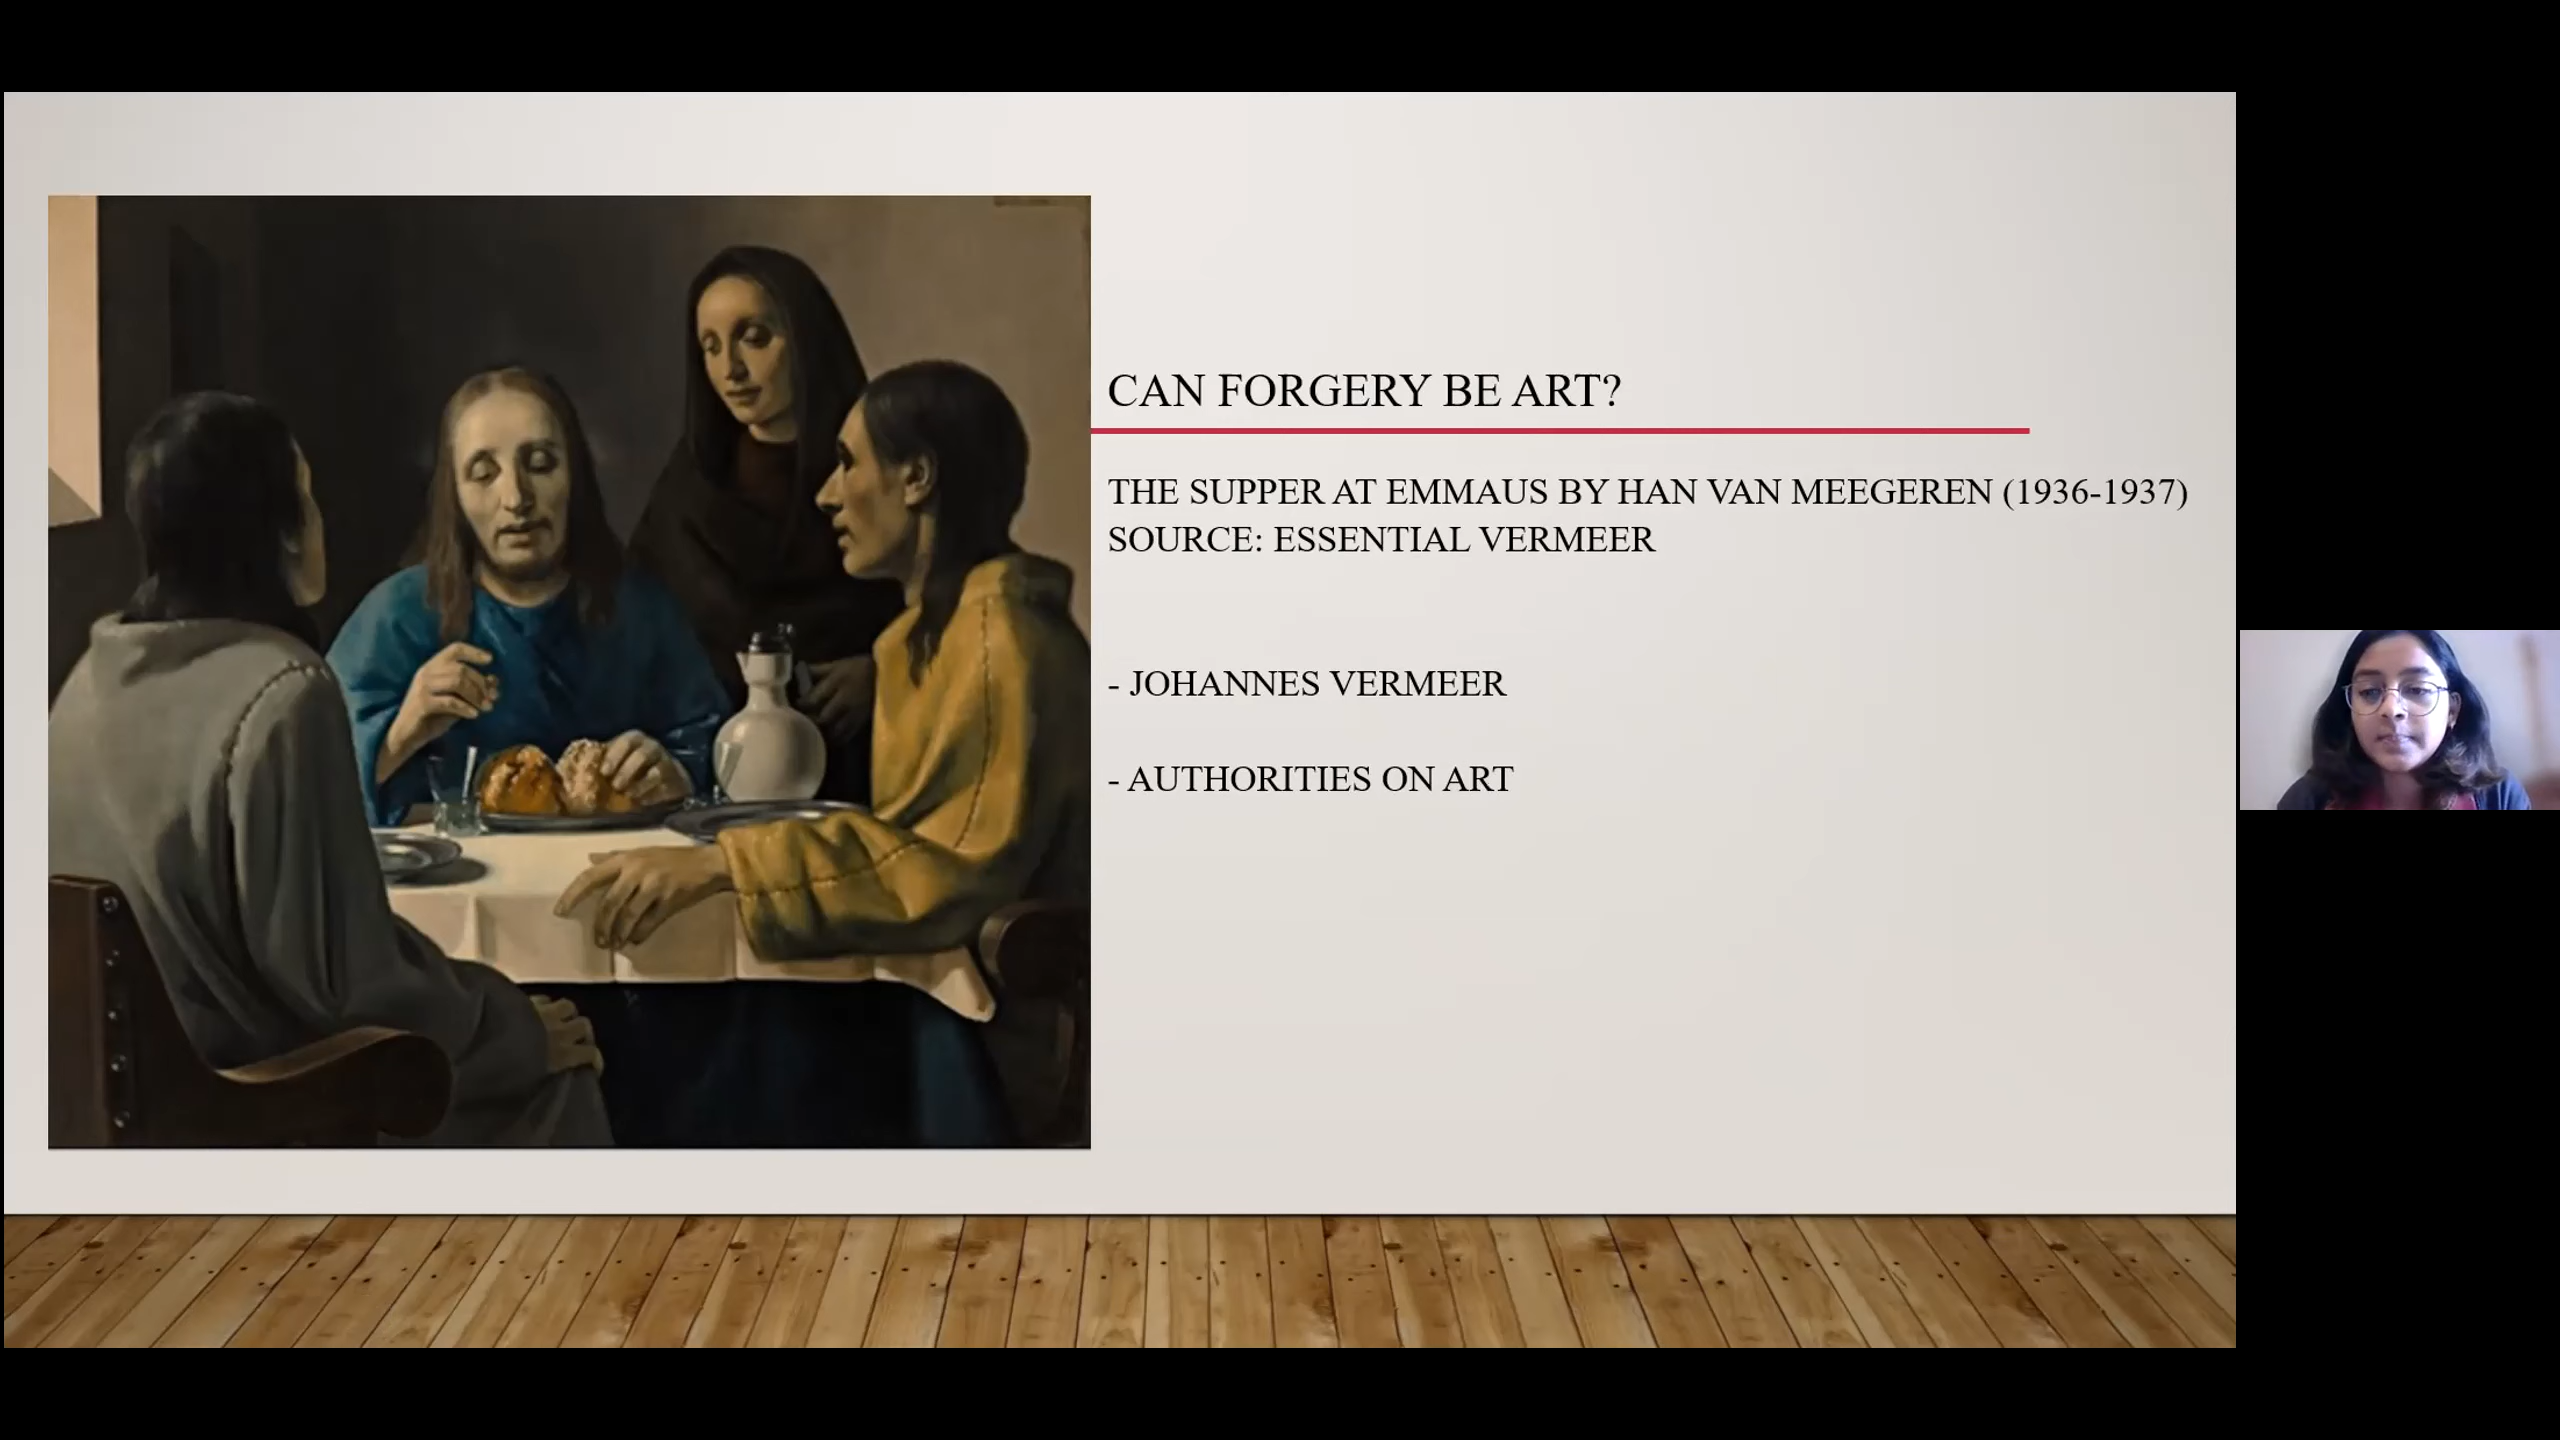 CAN FORGERY BE ART?
THE SUPPER AT EMMAUS BY HAN VAN MEEGEREN (1936-1937)
SOURCE: ESSENTIAL VERMEER
- JOHANNES VERMEER
- AUTHORITIES ON ART